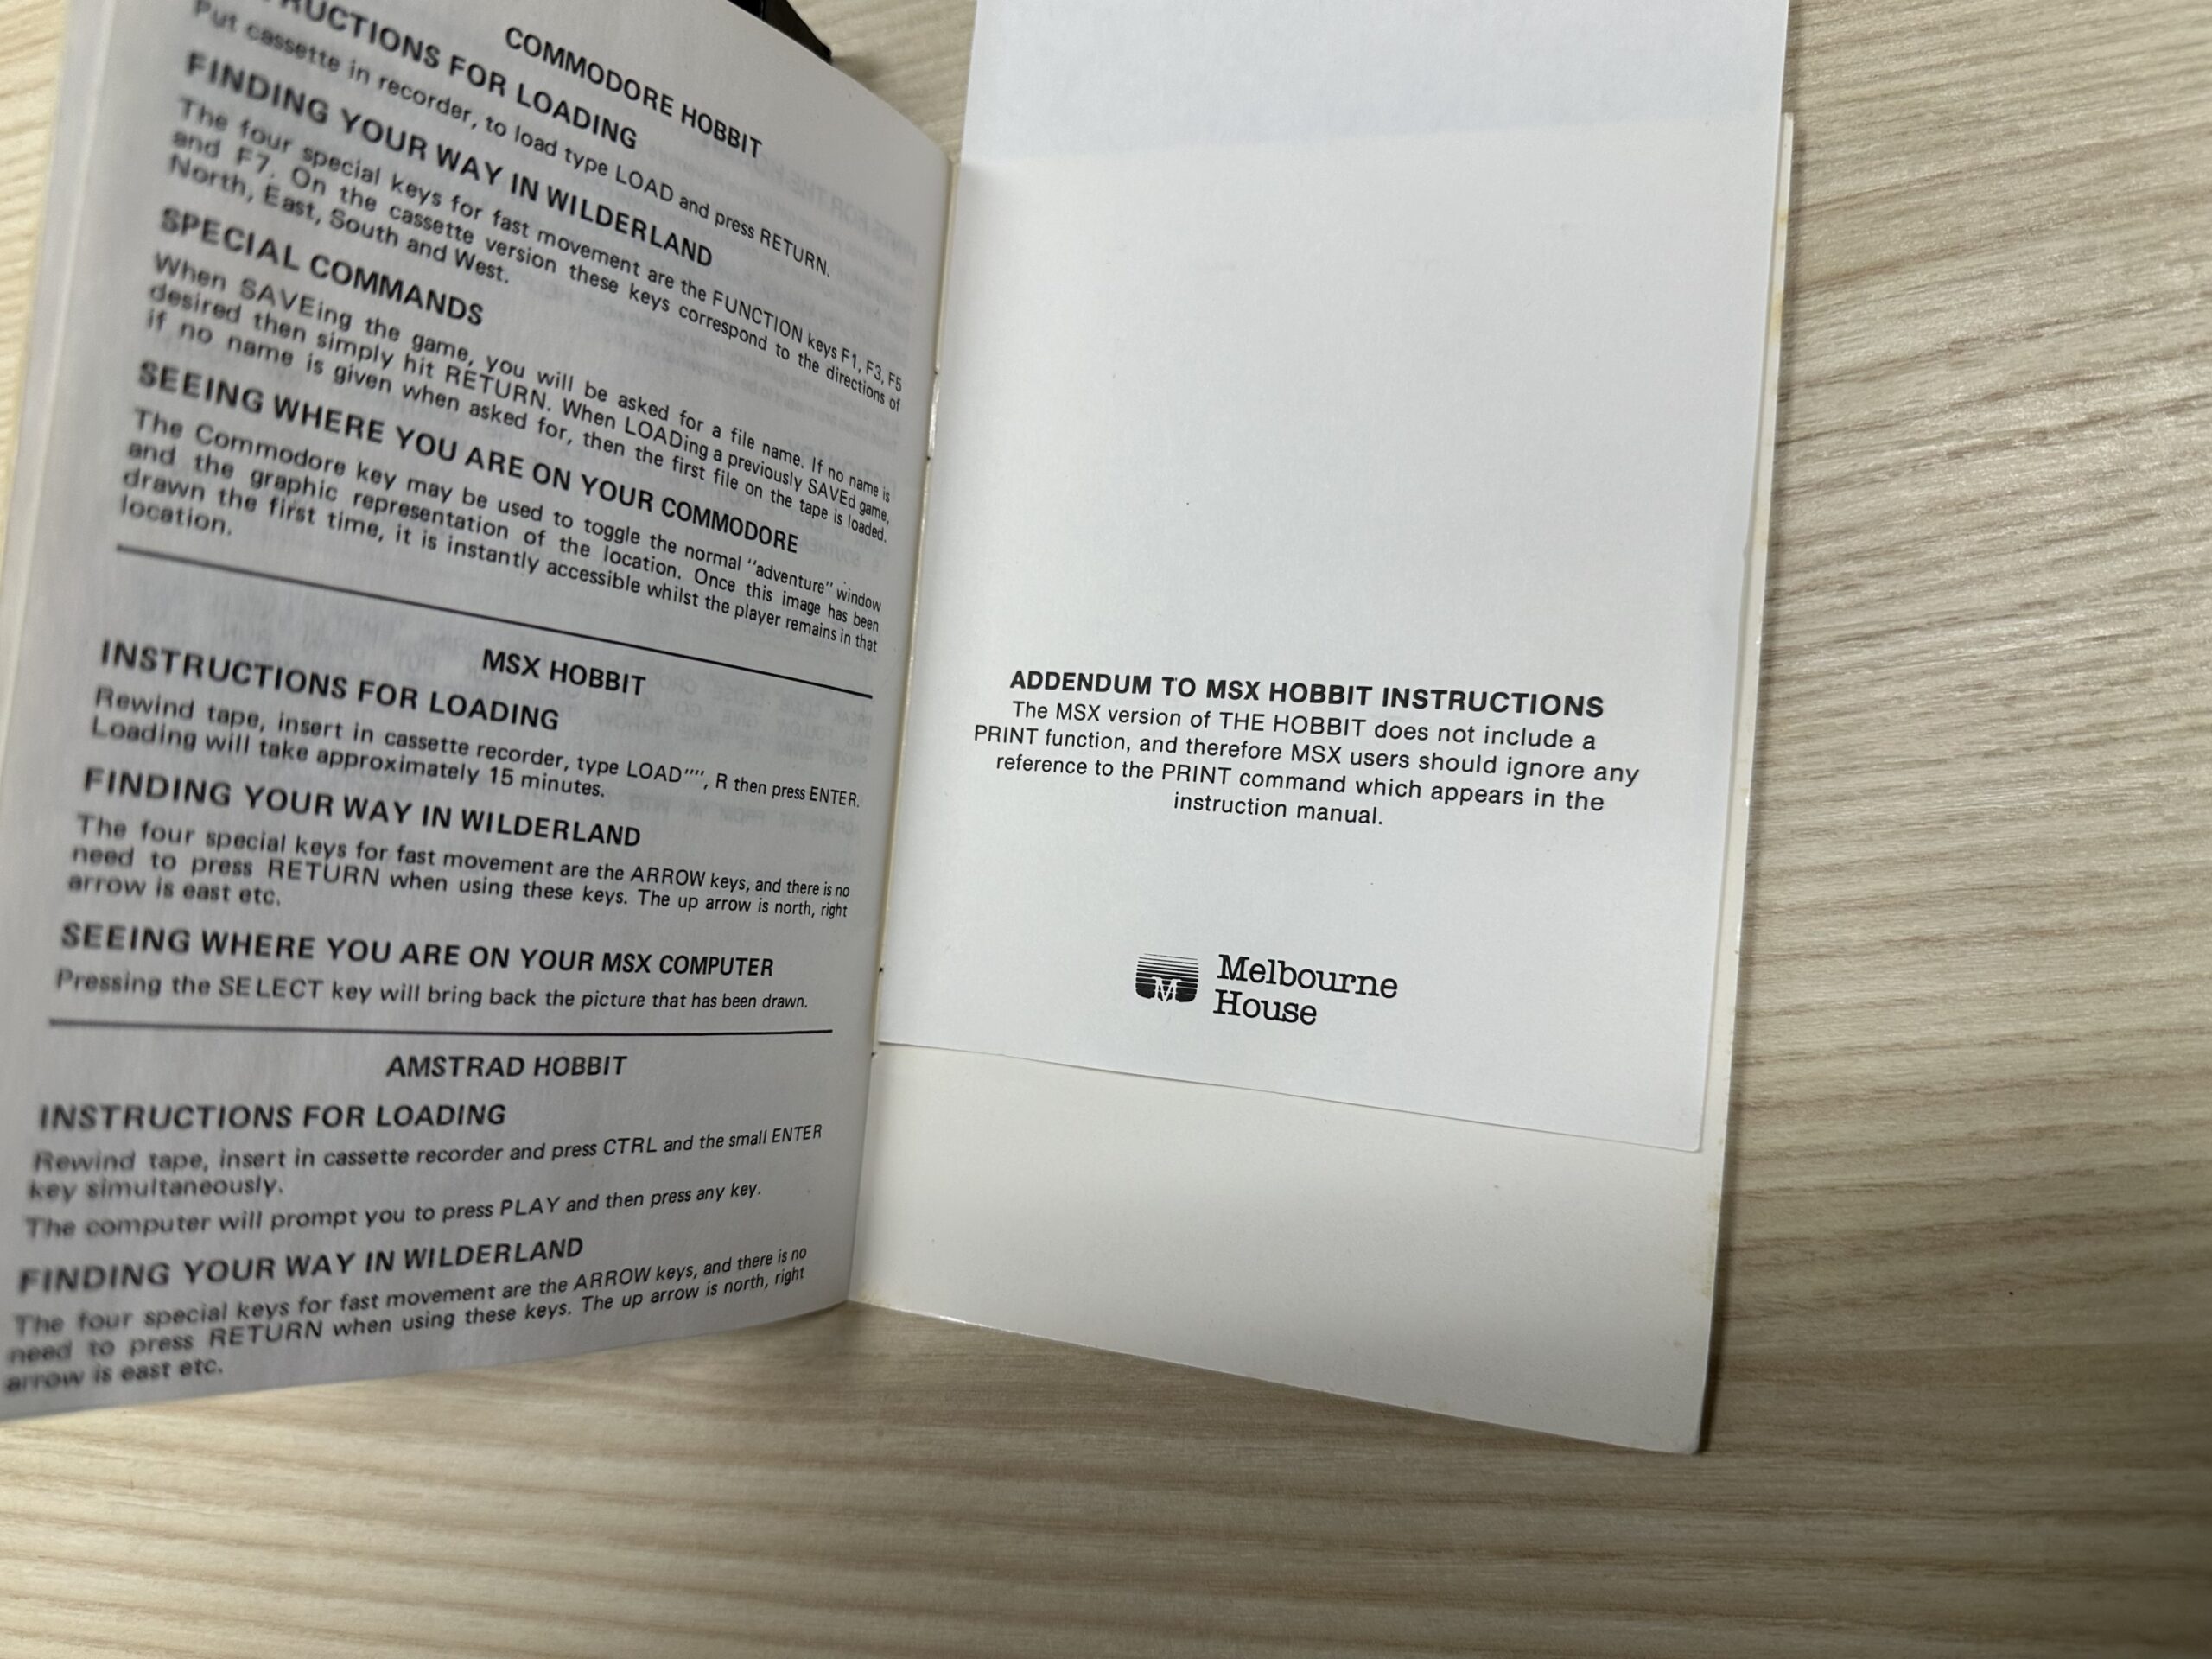 COMMODORE HOBBIT
INSTRUCTIONS FOR LOADING
Put cassette in recorder, to load type LOAD and press RETURN.
FINDING YOUR WAY IN WILDERLAND
The four special keys for fast movement are the FUNCTION keys F1, F3, F5
and F7. On the cassette version these keys correspond to the directions of
North, East, South and West.
SPECIAL COMMANDS
When SAVEing the game, you will be asked for a file name. If no name is
desired then simply hit RETURN. When LOADing a previously SAVEd game,
if no name is given when asked for, then the first file on the tape is loaded.
SEEING WHERE YOU ARE ON YOUR COMMODORE
The Commodore key may be used to toggle the normal "adventure" window
and the graphic representation of the location. Once this image has been
drawn the first time, it is instantly accessible whilst the player remains in that
location.
MSX HOBBIT
INSTRUCTIONS FOR LOADING
Rewind tape, insert in cassette recorder, type LOAD"", R then press ENTER.
Loading will take approximately 15 minutes.
FINDING YOUR WAY IN WILDERLAND
The four special keys for fast movement are the ARROW keys, and there is no
need to press RETURN when using these keys. The up arrow is north, right
arrow is east etc.
SEEING WHERE YOU ARE ON YOUR MSX COMPUTER
Pressing the SELECT key will bring back the picture that has been drawn.
AMSTRAD HOBBIT
INSTRUCTIONS FOR LOADING
Rewind tape, insert in cassette recorder and press CTRL and the small ENTER
key simultaneously.
The computer will prompt you to press PLAY and then press any key.
FINDING YOUR WAY IN WILDERLAND
The four special keys for fast movement are the ARROW keys, and there is no
need to press RETURN when using these keys. The up arrow is north, right
arrow is east etc.
ADDENDUM TO MSX HOBBIT INSTRUCTIONS
The MSX version of THE HOBBIT does not include a
PRINT function, and therefore MSX users should ignore any
reference to the PRINT command which appears in the
instruction manual.
Melbourne
House